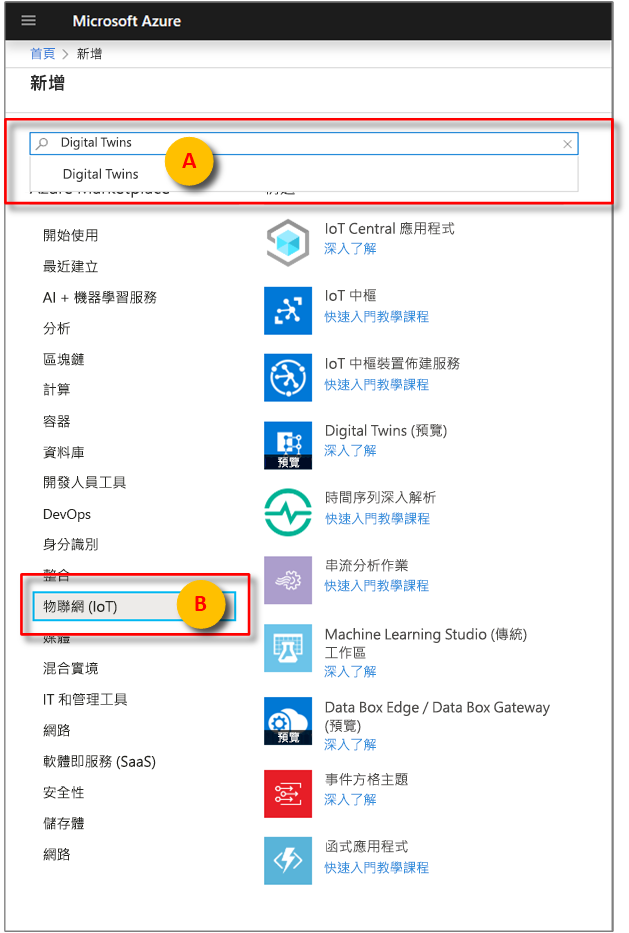 Microsoft Azure
首頁 > 新增
新增
Digital Twins
A
Digital Twins
Azure Marketplace
開始使用
最近建立
AI + 機器學習服務
分析
區塊鏈
計算
容器
資料庫
開發人員工具
DevOps
身分識別
整合
物聯網 (IoT)
B
媒體
混合實境
IT 和管理工具
網路
軟體即服務 (SaaS)
安全性
儲存體
網路
IoT Central 應用程式
深入了解
IoT 中樞
快速入門教學課程
IoT 中樞裝置佈建服務
快速入門教學課程
Digital Twins (預覽)
深入了解
預覽
時間序列深入解析
快速入門教學課程
串流分析作業
快速入門教學課程
Machine Learning Studio (傳統)
工作區
深入了解
Data Box Edge / Data Box Gateway
(預覽)
深入了解
預覽
事件方格主題
深入了解
函式應用程式
快速入門教學課程